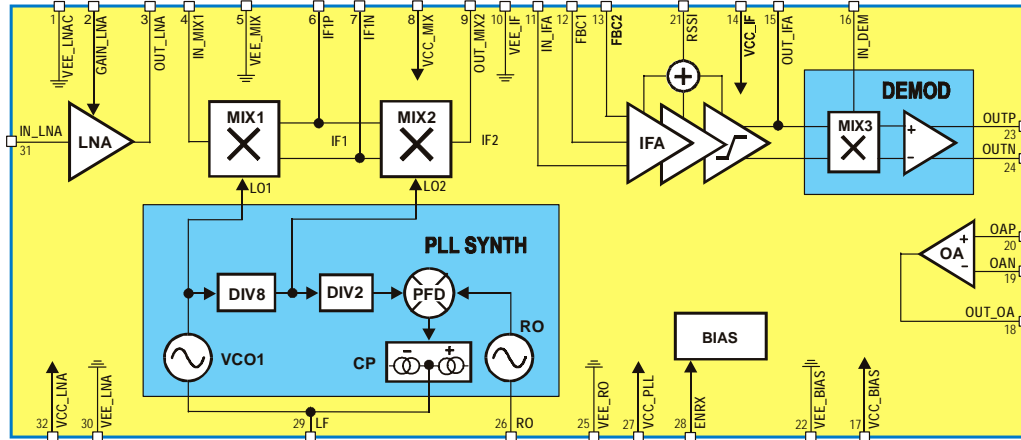 1 VEE_LNAC
2 GAIN_LNA
3 OUT_LNA
4 IN_MIX1
5 VEE_MIX
6 IF1P
7 IF1N
8 VCC_MIX
9 OUT_MIX2
10 VEE_IF
11 IN_IFA
12 FBC1
13 FBC2
21 RSSI
14 VCC_IF
15 OUT_IFA
16 IN_DEM
DEMOD
IN_LNA
31
LNA
MIX1
IF1
MIX2
IF2
+
IFA
MIX3
+
−
OUTP
23
OUTN
24
LO1
LO2
PLL SYNTH
DIV8
DIV2
PFD
RO
VCO1
CP
−
+
BIAS
OA
+
−
OAP
20
OAN
19
OUT_OA
18
32 VCC_LNA
30 VEE_LNA
29 LF
26 RO
25 VEE_RO
27 VCC_PLL
28 ENRX
22 VEE_BIAS
17 VCC_BIAS